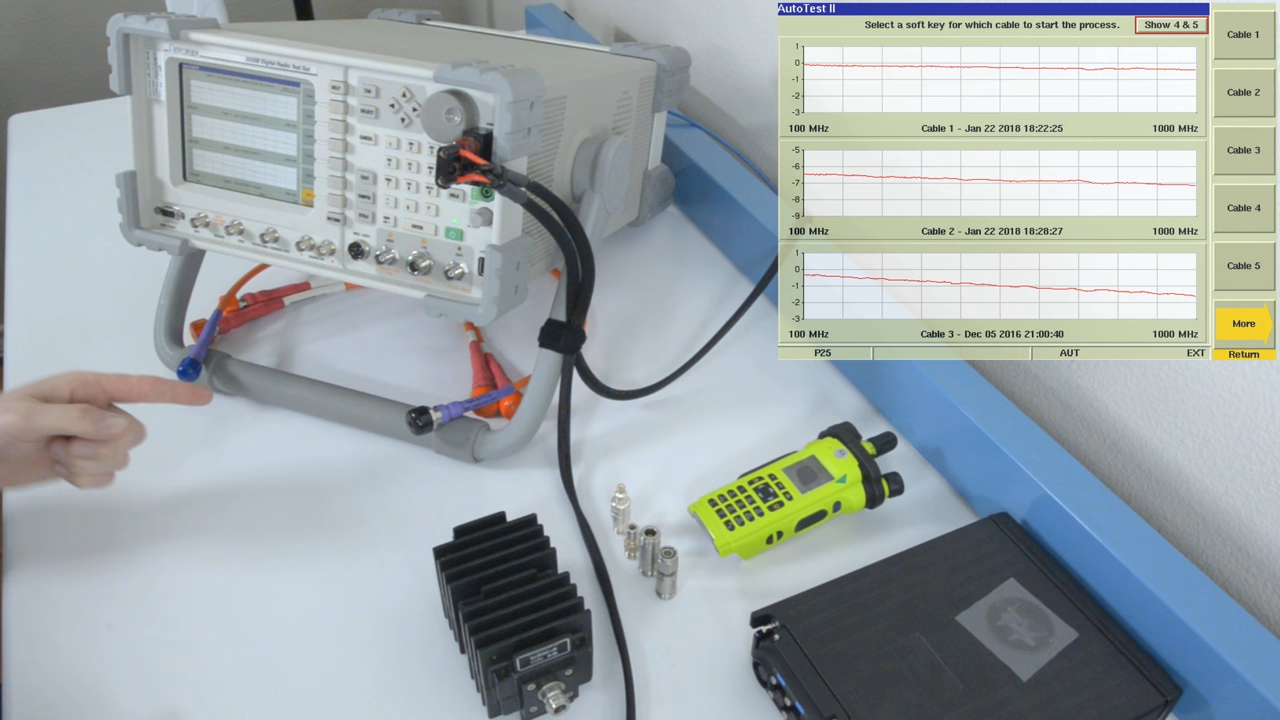 AutoTest II
Select a soft key for which cable to start the process.
Show 4 & 5
Cable 1
1
0
-1
-2
-3
100 MHz
Cable 1 - Jan 22 2018 18:22:25
1000 MHz
Cable 2
-5
-6
-7
-8
-9
100 MHz
Cable 2 - Jan 22 2018 18:28:27
1000 MHz
Cable 3
Cable 4
1
0
-1
-2
-3
100 MHz
Cable 3 - Dec 05 2016 21:00:40
1000 MHz
Cable 5
More
Return
P25
AUT
EXT
Digital Radio Test Set